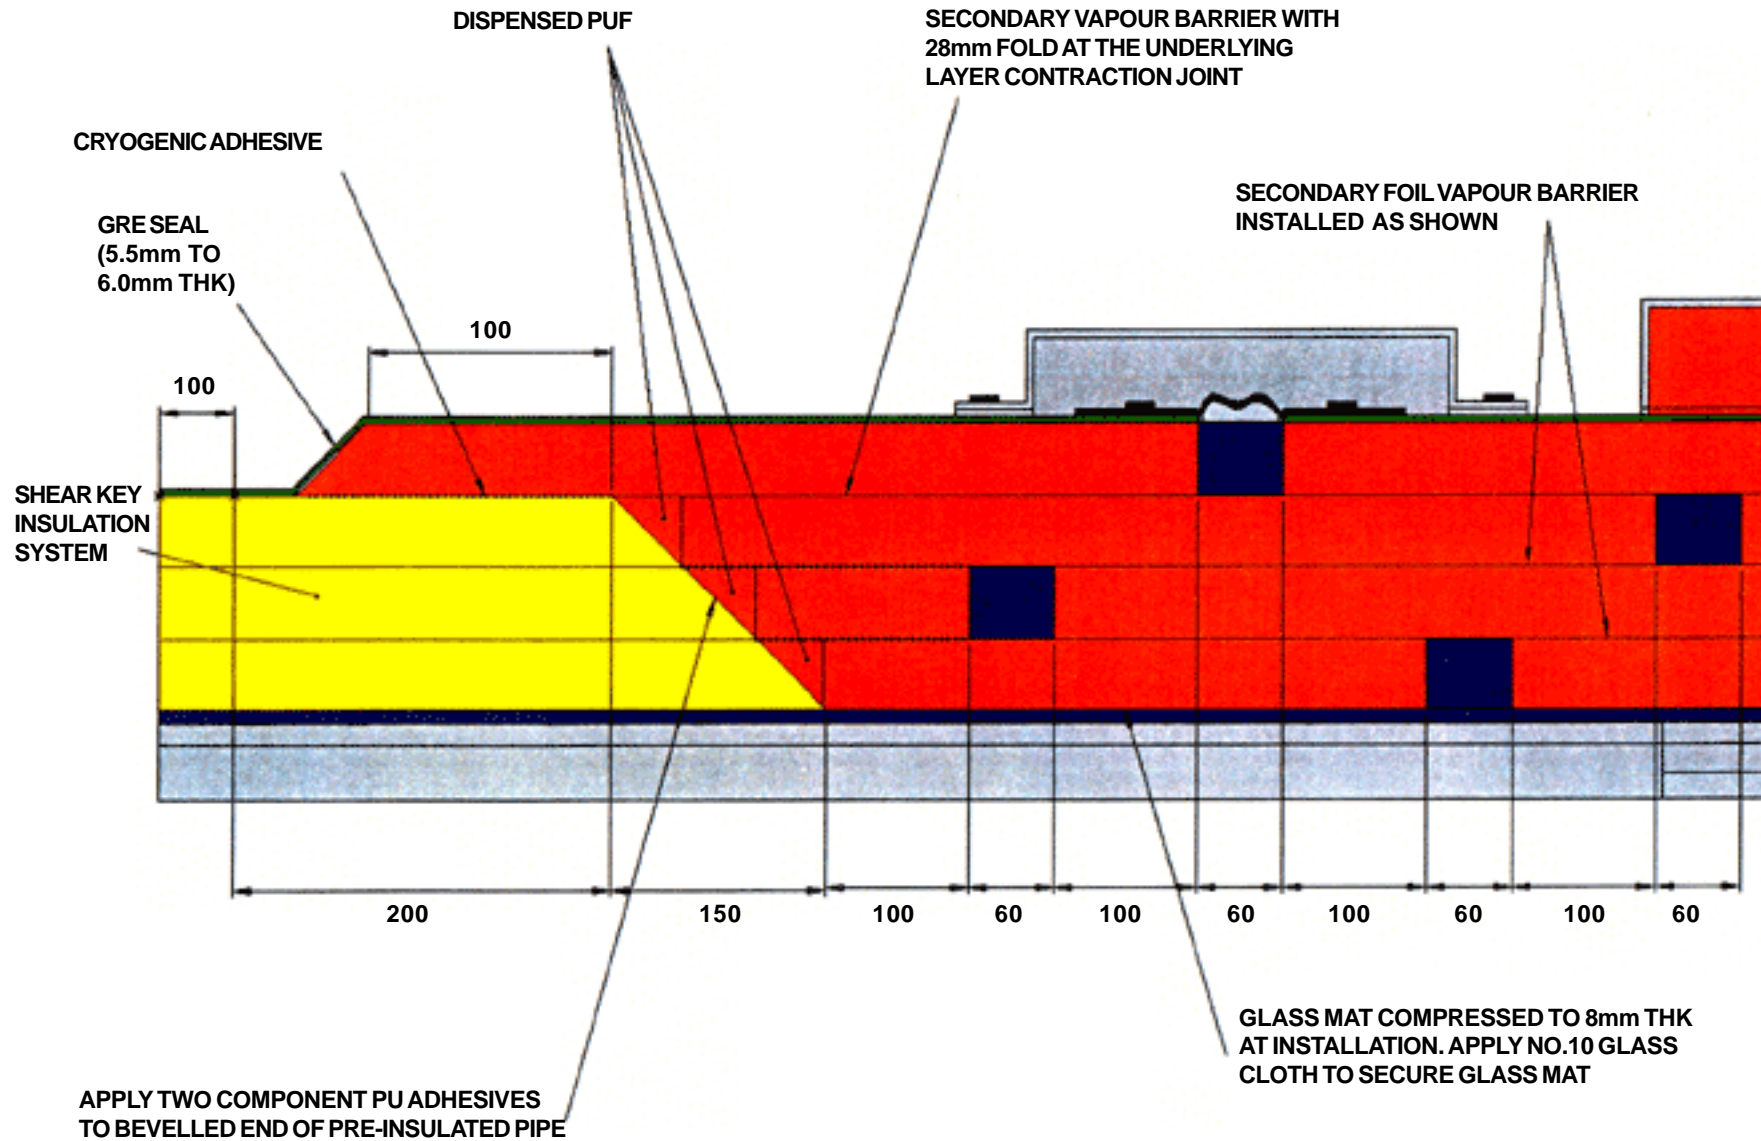 DISPENSED PUF
SECONDARY VAPOUR BARRIER WITH
28mm FOLD AT THE UNDERLYING
LAYER CONTRACTION JOINT
CRYOGENIC ADHESIVE
SECONDARY FOIL VAPOUR BARRIER
INSTALLED AS SHOWN
GRE SEAL
(5.5mm TO
6.0mm THK)
100
100
SHEAR KEY
INSULATION
SYSTEM
200
150
100
60
100
60
100
60
100
60
GLASS MAT COMPRESSED TO 8mm THK
AT INSTALLATION. APPLY NO.10 GLASS
CLOTH TO SECURE GLASS MAT
APPLY TWO COMPONENT PU ADHESIVES
TO BEVELLED END OF PRE-INSULATED PIPE